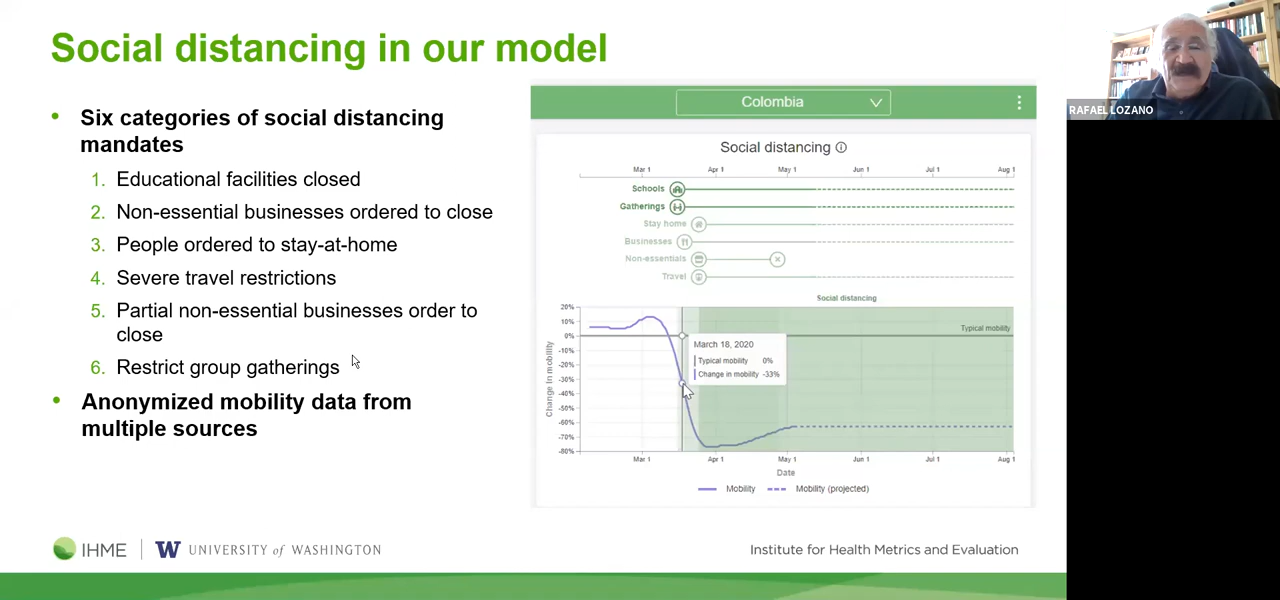 Social distancing in our model
• Six categories of social distancing
mandates
1. Educational facilities closed
2. Non-essential businesses ordered to close
3. People ordered to stay-at-home
4. Severe travel restrictions
5. Partial non-essential businesses order to
close
6. Restrict group gatherings
• Anonymized mobility data from
multiple sources
Colombia
Social distancing
Mar 1 Apr 1 May 1 Jun 1 Jul 1 Aug 1
Schools
Gatherings
Stay home
Businesses
Non-essentials
Travel
Social distancing
20%
10%
0%
-10%
-20%
-30%
-40%
-50%
-60%
-70%
-80%
Change in mobility
Typical mobility
March 18, 2020
Typical mobility 0%
Change in mobility -33%
Mar 1 Apr 1 May 1 Jun 1 Jul 1 Aug 1
Date
Mobility Mobility (projected)
IHME | W UNIVERSITY of WASHINGTON
Institute for Health Metrics and Evaluation
RAFAEL LOZANO